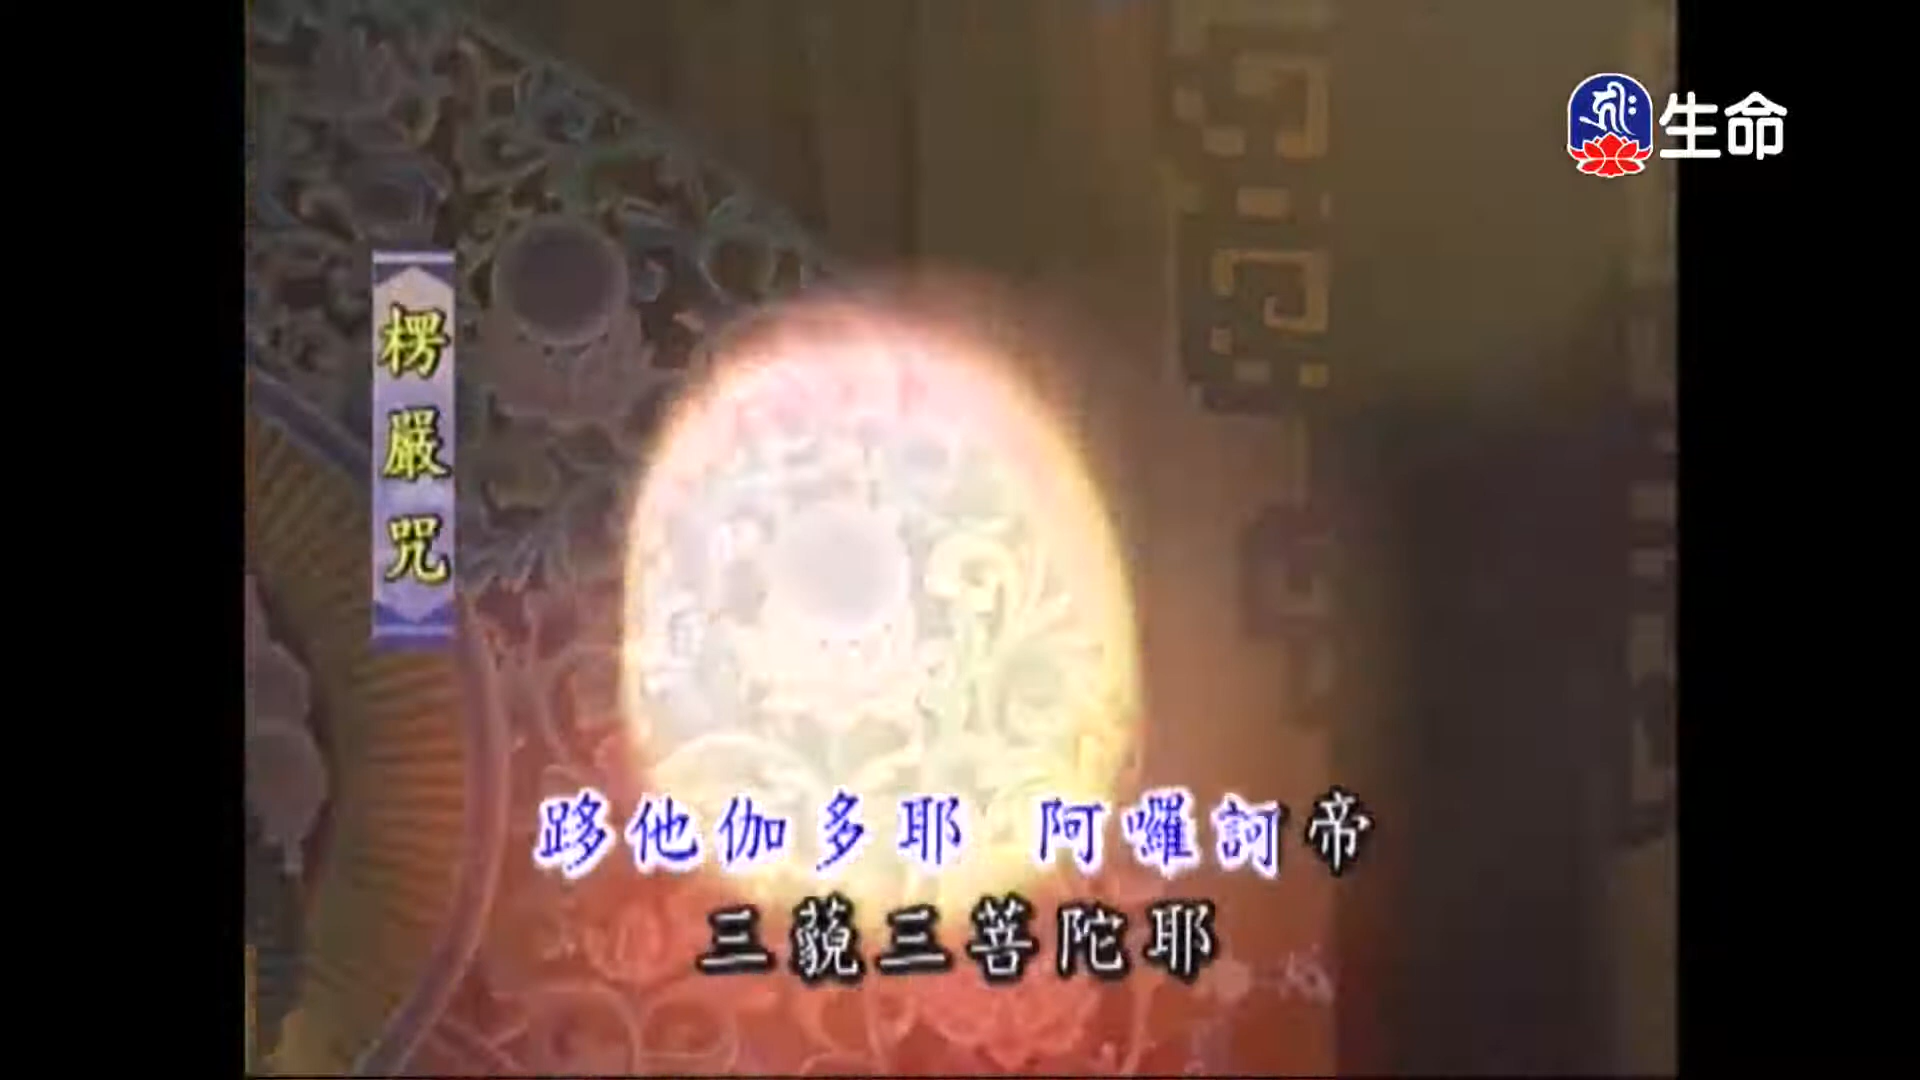 生命
楞嚴咒
跢他伽多耶 阿囉訶帝
三藐三菩陀耶